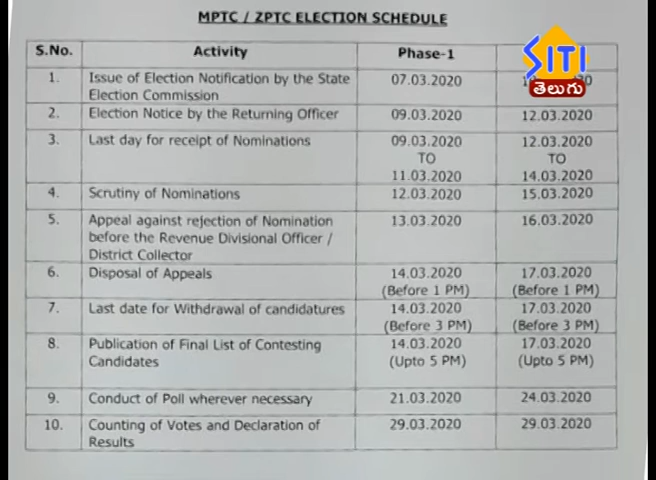 MPTC / ZPTC ELECTION SCHEDULE
S.No. Activity Phase-1
SITI
తెలుగు
1. Issue of Election Notification by the State 07.03.2020
Election Commission
2. Election Notice by the Returning Officer 09.03.2020 12.03.2020
3. Last day for receipt of Nominations 09.03.2020 12.03.2020
TO TO
11.03.2020 14.03.2020
4. Scrutiny of Nominations 12.03.2020 15.03.2020
5. Appeal against rejection of Nomination 13.03.2020 16.03.2020
before the Revenue Divisional Officer /
District Collector
6. Disposal of Appeals 14.03.2020 17.03.2020
(Before 1 PM) (Before 1 PM)
7. Last date for Withdrawal of candidatures 14.03.2020 17.03.2020
(Before 3 PM) (Before 3 PM)
8. Publication of Final List of Contesting 14.03.2020 17.03.2020
Candidates (Upto 5 PM) (Upto 5 PM)
9. Conduct of Poll wherever necessary 21.03.2020 24.03.2020
10. Counting of Votes and Declaration of 29.03.2020 29.03.2020
Results